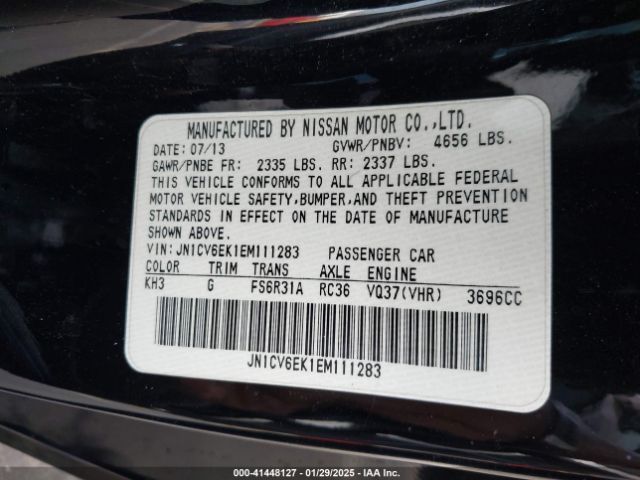 MANUFACTURED BY NISSAN MOTOR CO.,LTD.
DATE: 07/13 GVWR/PNBV: 4656 LBS.
GAWR/PNBE FR: 2335 LBS. RR: 2337 LBS.
THIS VEHICLE CONFORMS TO ALL APPLICABLE FEDERAL
MOTOR VEHICLE SAFETY,BUMPER,AND THEFT PREVENTION
STANDARDS IN EFFECT ON THE DATE OF MANUFACTURE
SHOWN ABOVE.
VIN:JN1CV6EK1EM111283 PASSENGER CAR
COLOR TRIM TRANS AXLE ENGINE
KH3 G FS6R31A RC36 VQ37(VHR) 3696CC
JN1CV6EK1EM111283
000-41448127 - 01/29/2025 - IAA Inc.